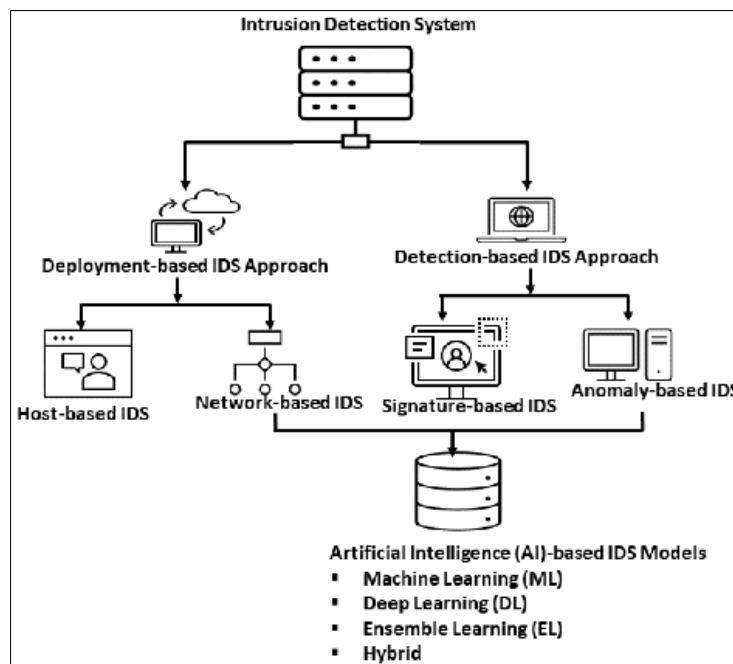 Intrusion Detection System
Deployment-based IDS Approach
Detection-based IDS Approach
Host-based IDS
Network-based IDS
Signature-based IDS
Anomaly-based IDS
Artificial Intelligence (AI)-based IDS Models
▪ Machine Learning (ML)
▪ Deep Learning (DL)
▪ Ensemble Learning (EL)
▪ Hybrid